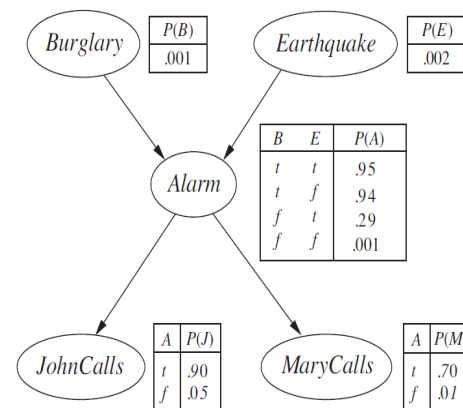 Burglary
P(B)
.001
Earthquake
P(E)
.002
B E P(A)
t t .95
t f .94
f t .29
f f .001
Alarm
JohnCalls
A P(J)
t .90
f .05
MaryCalls
A P(M
t .70
f .01